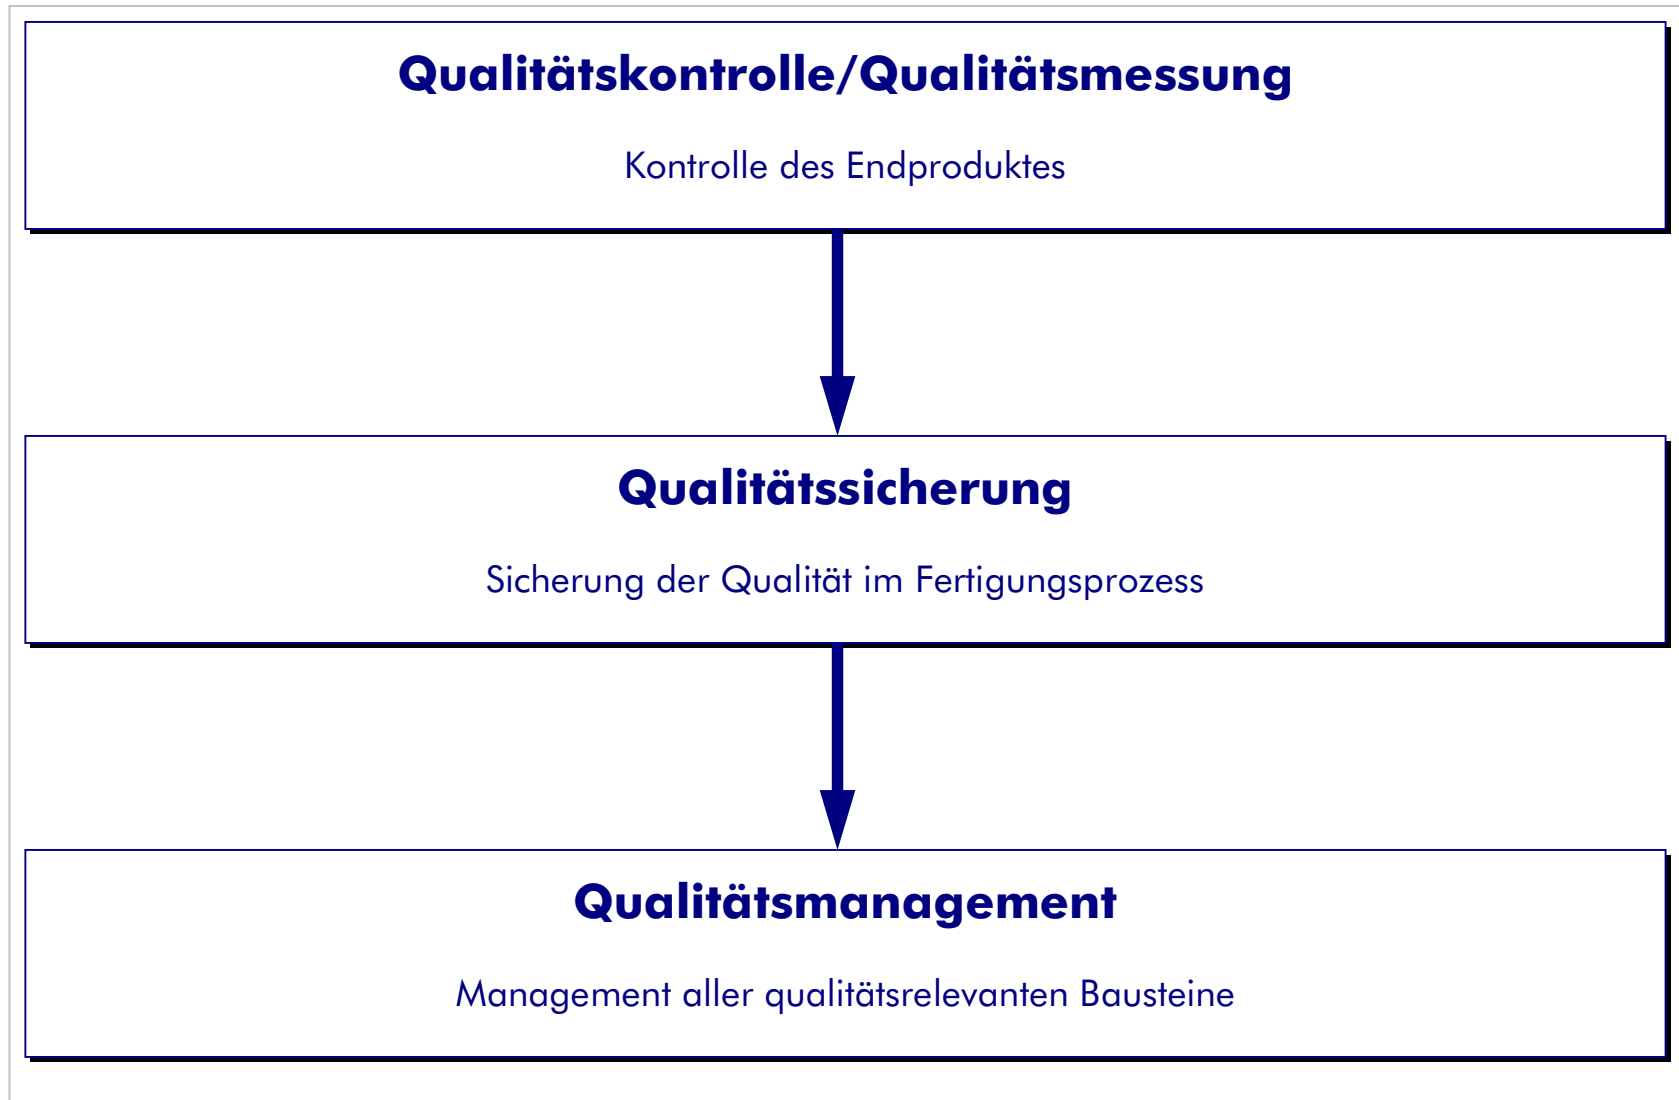 Qualitätskontrolle/Qualitätsmessung
Kontrolle des Endproduktes
Qualitätssicherung
Sicherung der Qualität im Fertigungsprozess
Qualitätsmanagement
Management aller qualitätsrelevanten Bausteine